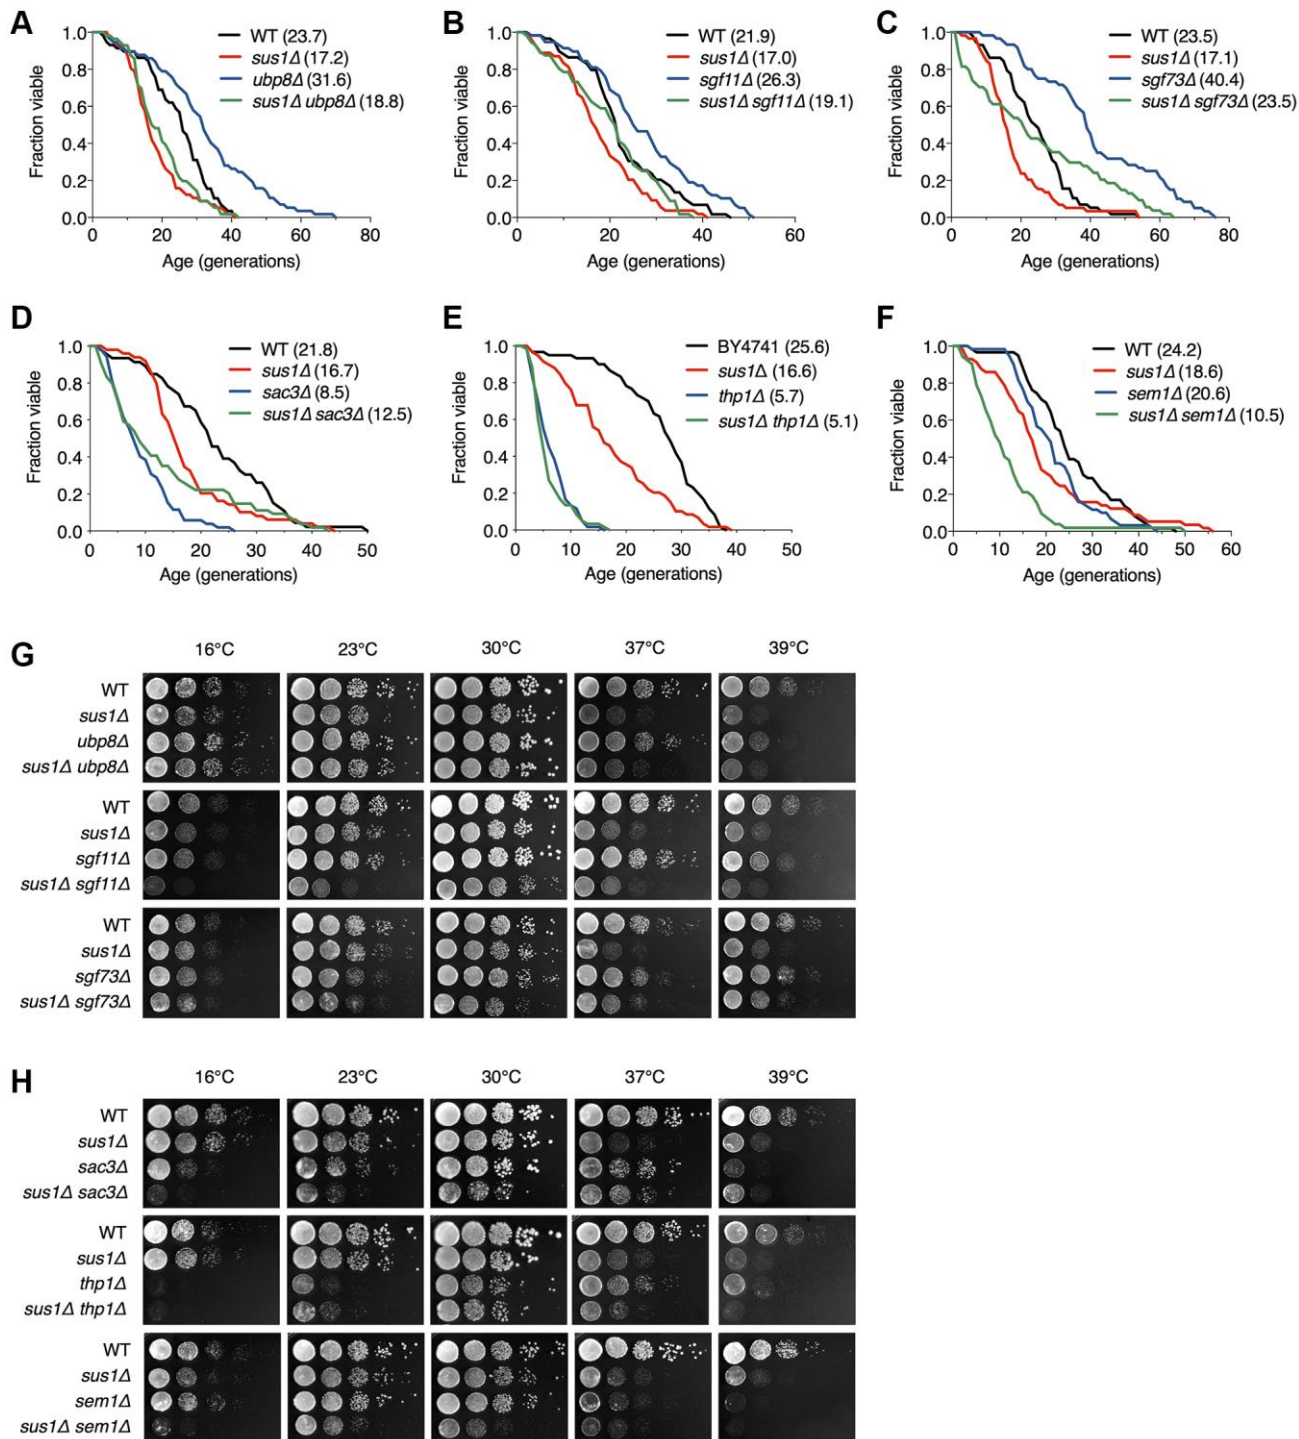 A
WT (23.7)
sus1Δ (17.2)
ubp8Δ (31.6)
sus1Δ ubp8Δ (18.8)
Fraction viable
1.0
0.8
0.6
0.4
0.2
0.0
0 20 40 60 80
Age (generations)
B
WT (21.9)
sus1Δ (17.0)
sgf11Δ (26.3)
sus1Δ sgf11Δ (19.1)
Fraction viable
1.0
0.8
0.6
0.4
0.2
0.0
0 20 40 60
Age (generations)
C
WT (23.5)
sus1Δ (17.1)
sgf73Δ (40.4)
sus1Δ sgf73Δ (23.5)
Fraction viable
1.0
0.8
0.6
0.4
0.2
0.0
0 20 40 60 80
Age (generations)
D
WT (21.8)
sus1Δ (16.7)
sac3Δ (8.5)
sus1Δ sac3Δ (12.5)
Fraction viable
1.0
0.8
0.6
0.4
0.2
0.0
0 10 20 30 40 50
Age (generations)
E
BY4741 (25.6)
sus1Δ (16.6)
thp1Δ (5.7)
sus1Δ thp1Δ (5.1)
Fraction viable
1.0
0.8
0.6
0.4
0.2
0.0
0 10 20 30 40 50
Age (generations)
F
WT (24.2)
sus1Δ (18.6)
sem1Δ (20.6)
sus1Δ sem1Δ (10.5)
Fraction viable
1.0
0.8
0.6
0.4
0.2
0.0
0 10 20 30 40 50 60
Age (generations)
G
16°C 23°C 30°C 37°C 39°C
WT
sus1Δ
ubp8Δ
sus1Δ ubp8Δ
WT
sus1Δ
sgf11Δ
sus1Δ sgf11Δ
WT
sus1Δ
sgf73Δ
sus1Δ sgf73Δ
H
16°C 23°C 30°C 37°C 39°C
WT
sus1Δ
sac3Δ
sus1Δ sac3Δ
WT
sus1Δ
thp1Δ
sus1Δ thp1Δ
WT
sus1Δ
sem1Δ
sus1Δ sem1Δ